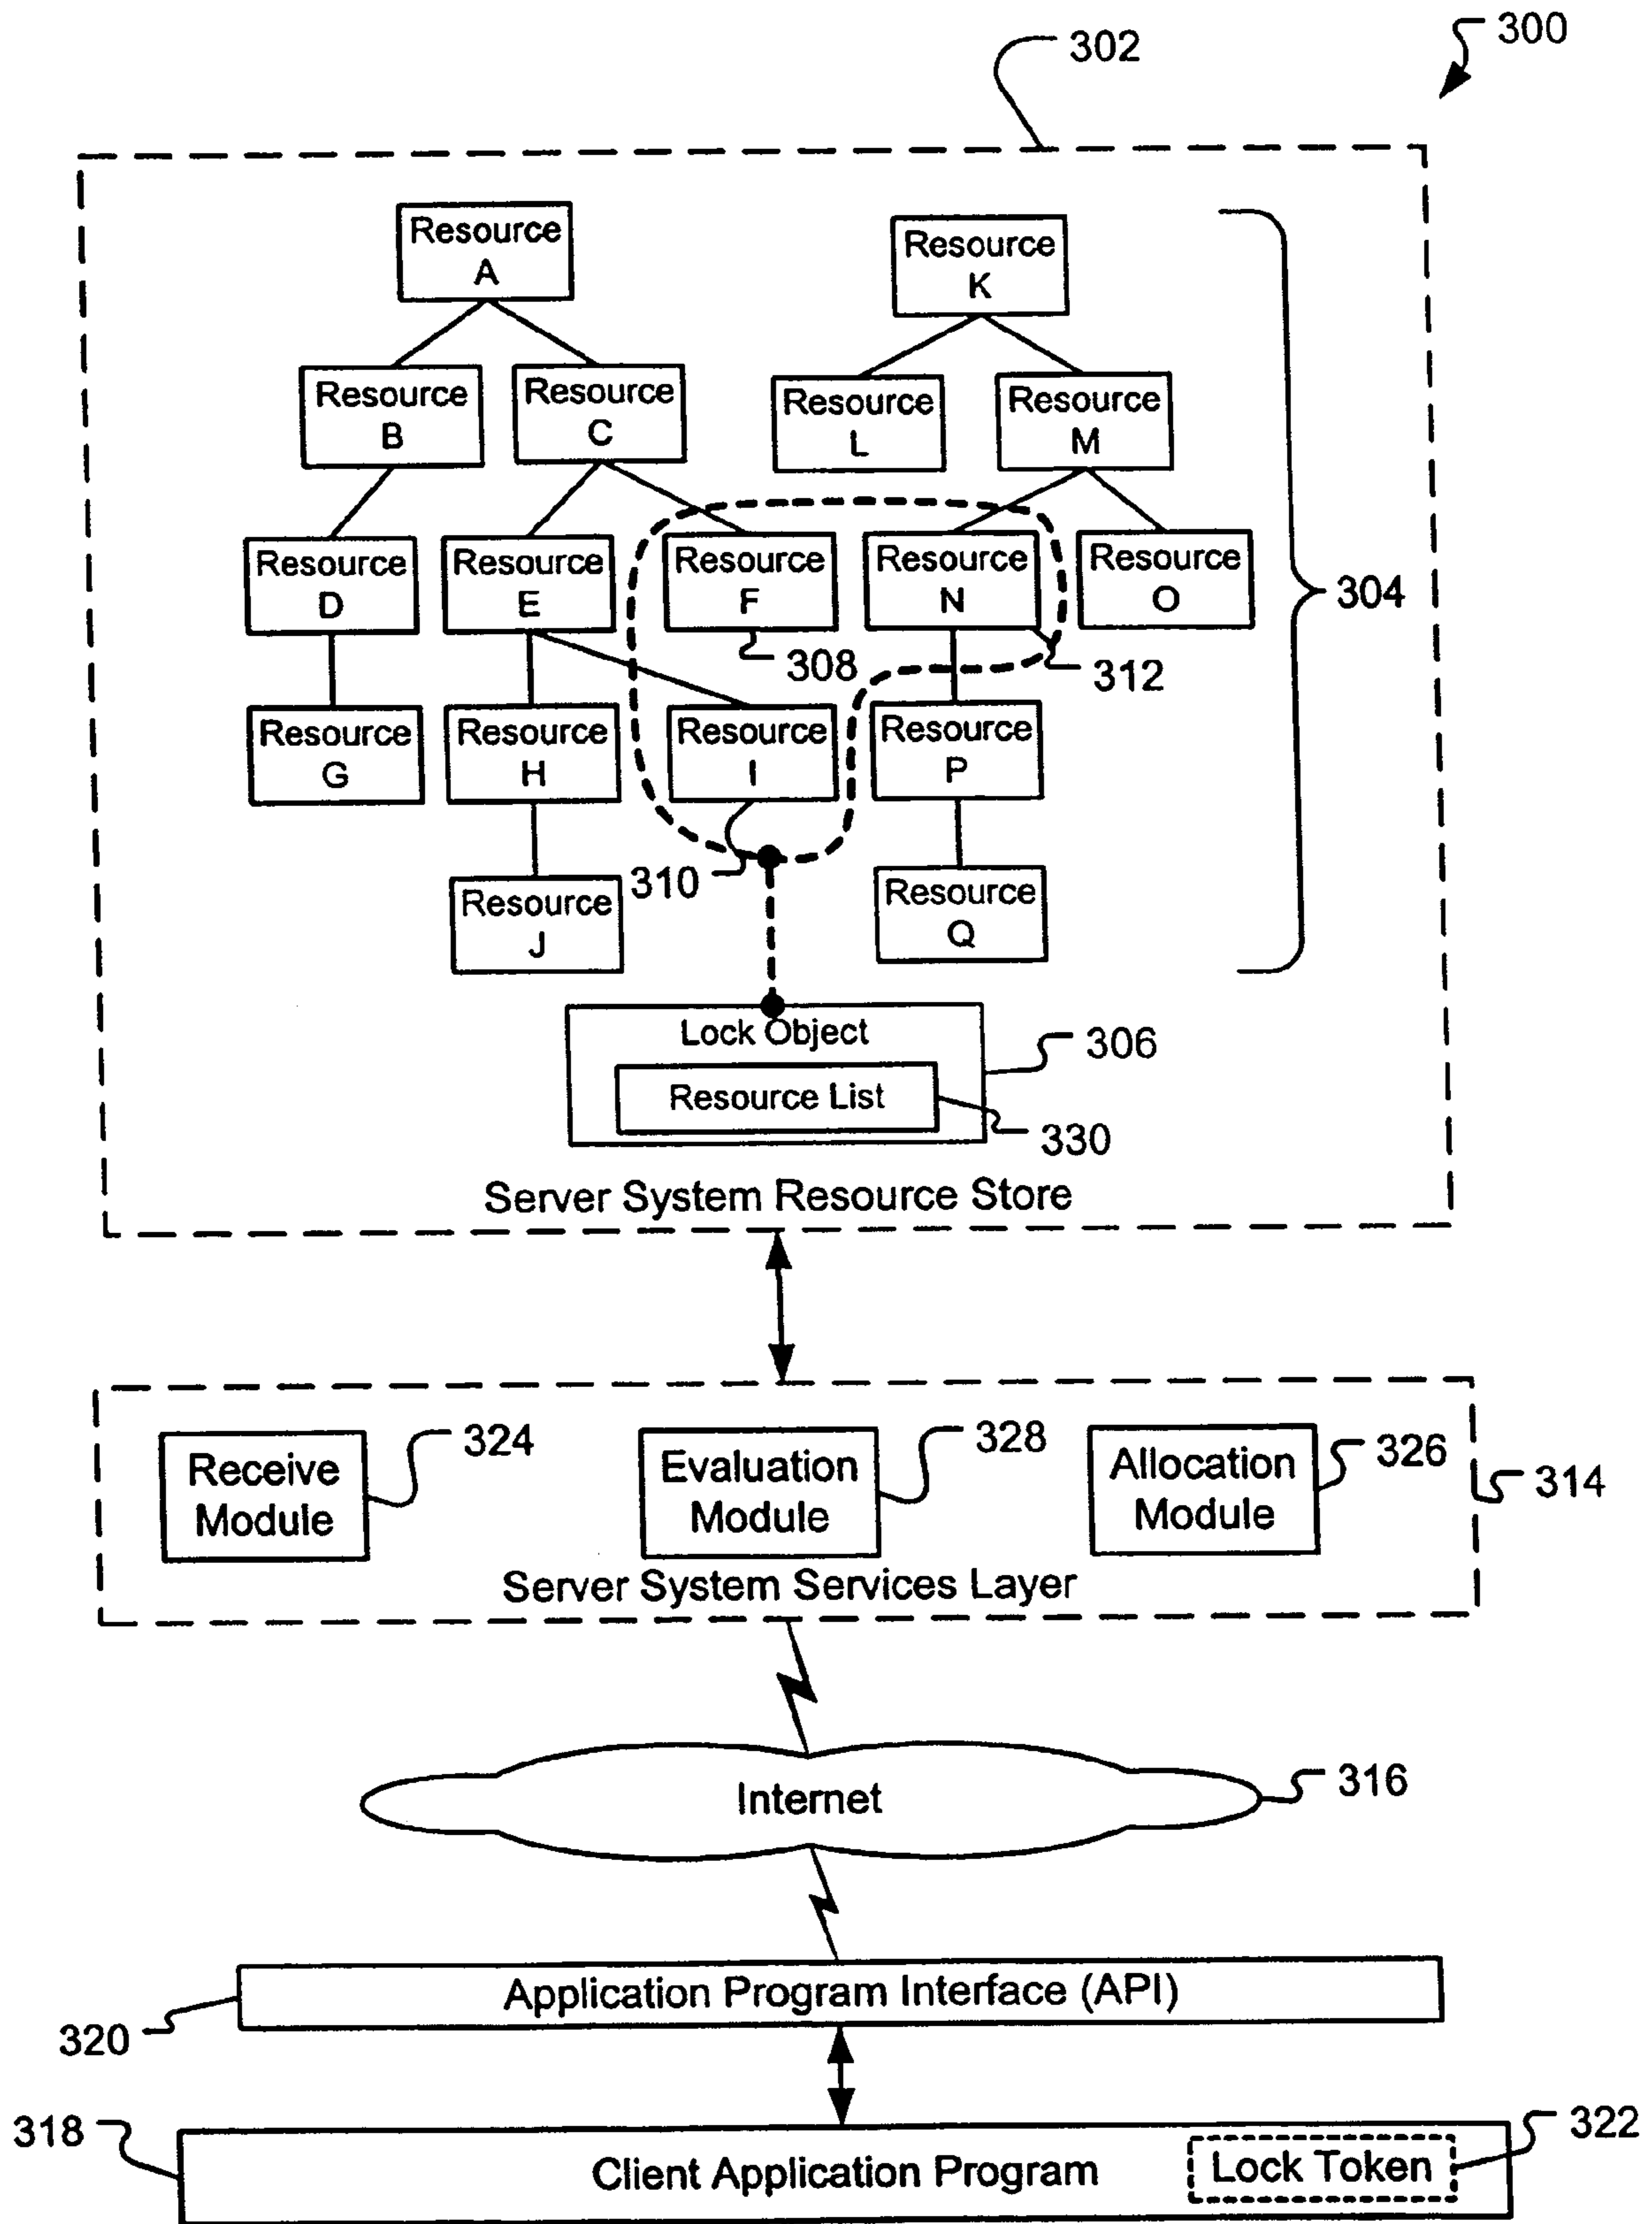 300
302
Resource
A
Resource
K
Resource
B
Resource
C
Resource
L
Resource
M
Resource
D
Resource
E
Resource
F
Resource
N
Resource
O
304
308
312
Resource
G
Resource
H
Resource
I
Resource
P
310
Resource
J
Resource
Q
Lock Object
306
Resource List
330
Server System Resource Store
Receive
Module
324
Evaluation
Module
328
Allocation
Module
326
314
Server System Services Layer
Internet
316
Application Program Interface (API)
320
318
Client Application Program
Lock Token
322